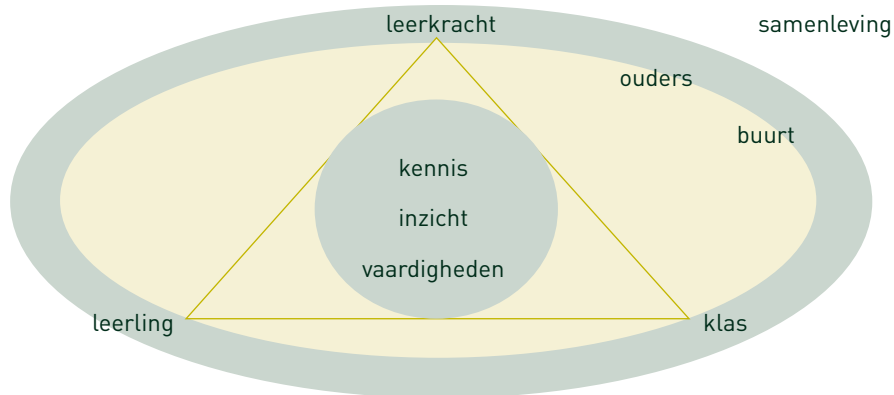 leerkracht
samenleving
ouders
buurt
kennis
inzicht
vaardigheden
leerling
klas